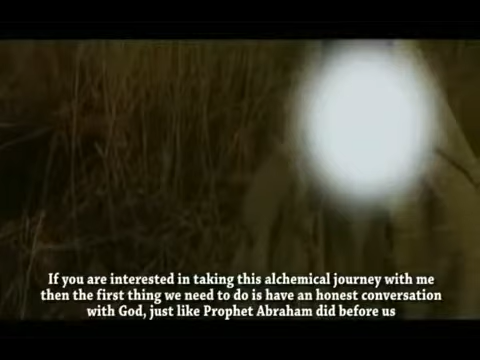 If you are interested in taking this alchemical journey with me
then the first thing we need to do is have an honest conversation
with God, just like Prophet Abraham did before us